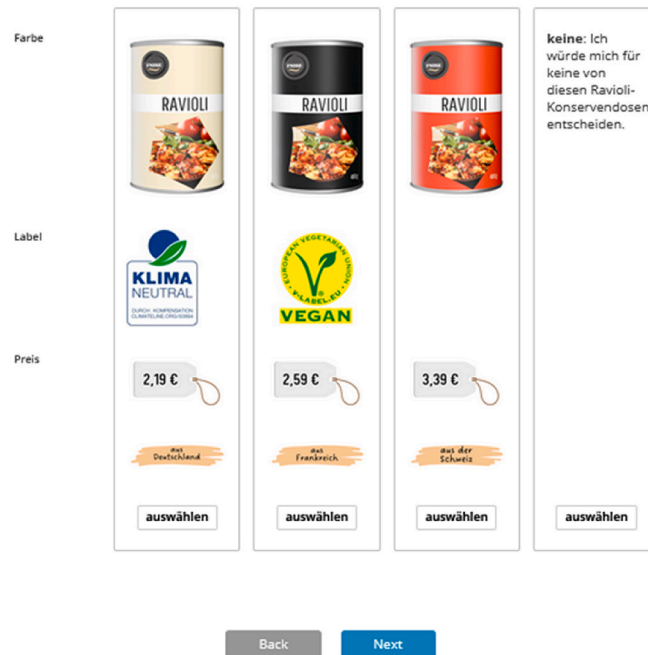 Farbe
RAVIOLI
RAVIOLI
RAVIOLI
keine: Ich
würde mich für
keine von
diesen Ravioli-
Konservendosen
entscheiden.
Label
KLIMA
NEUTRAL
DURCH KOMPENSATION
EUROPEAN VEGETARIAN UNION
V-LABEL.EU
VEGAN
Preis
2,19 €
2,59 €
3,39 €
aus
Deutschland
aus
Frankreich
aus der
Schweiz
auswählen
auswählen
auswählen
auswählen
Back
Next